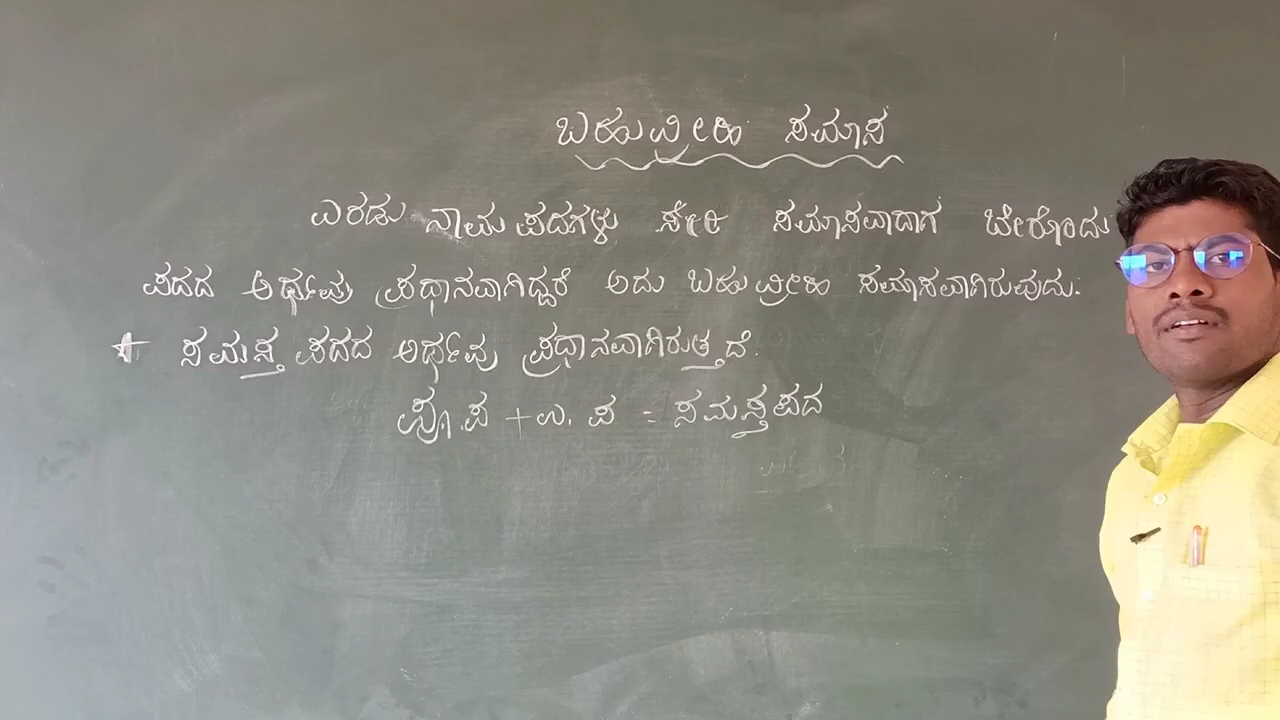 ಬಹುವ್ರೀಹಿ ಸಮಾಸ
ಎರಡು ನಾಮ ಪದಗಳು ಸೇರಿ ಸಮಾಸವಾದಾಗ ಬೇರೊಂದು
ಪದದ ಅರ್ಥವು ಪ್ರಧಾನವಾಗಿದ್ದರೆ ಅದು ಬಹುವ್ರೀಹಿ ಸಮಾಸವಾಗಿರುವುದು.
+ ಸಮಸ್ತ ಪದದ ಅರ್ಥವು ಪ್ರಧಾನವಾಗಿರುತ್ತದೆ.
ಪೂ.ಪ + ಉ. ಪ = ಸಮಸ್ತಪದ